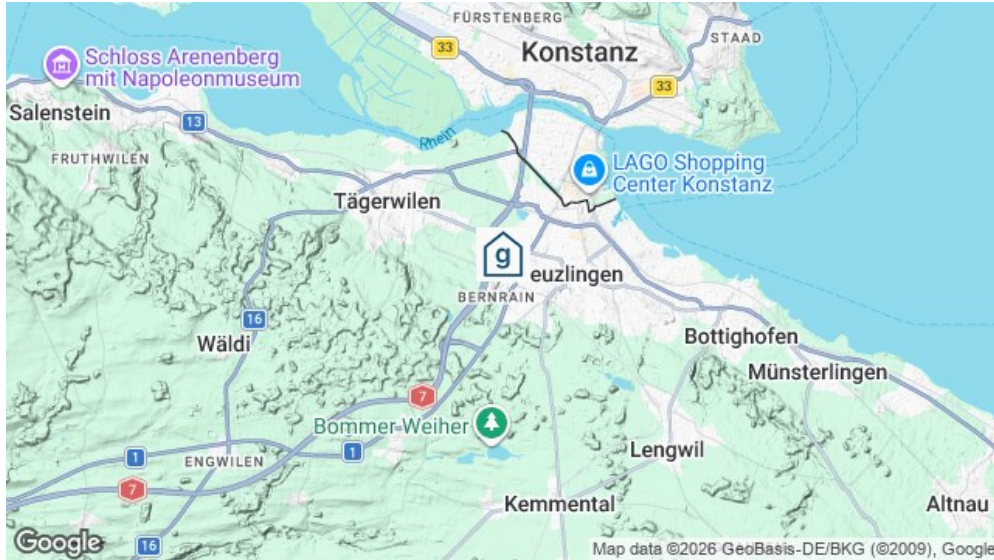 FÜRSTENBERG
33
Konstanz
STAAD
Schloss Arenenberg
mit Napoleonmuseum
33
Salenstein
13
Rhein
FRUTHWILEN
LAGO Shopping
Center Konstanz
Tägerwilen
g
euzlingen
BERNRAIN
16
Wäldi
Bottighofen
Münsterlingen
7
Bommer Weiher
1
1
ENGWILEN
Lengwil
7
Kemmental
Altnau
16
Google
Map data ©2026 GeoBasis-DE/BKG (©2009), Google